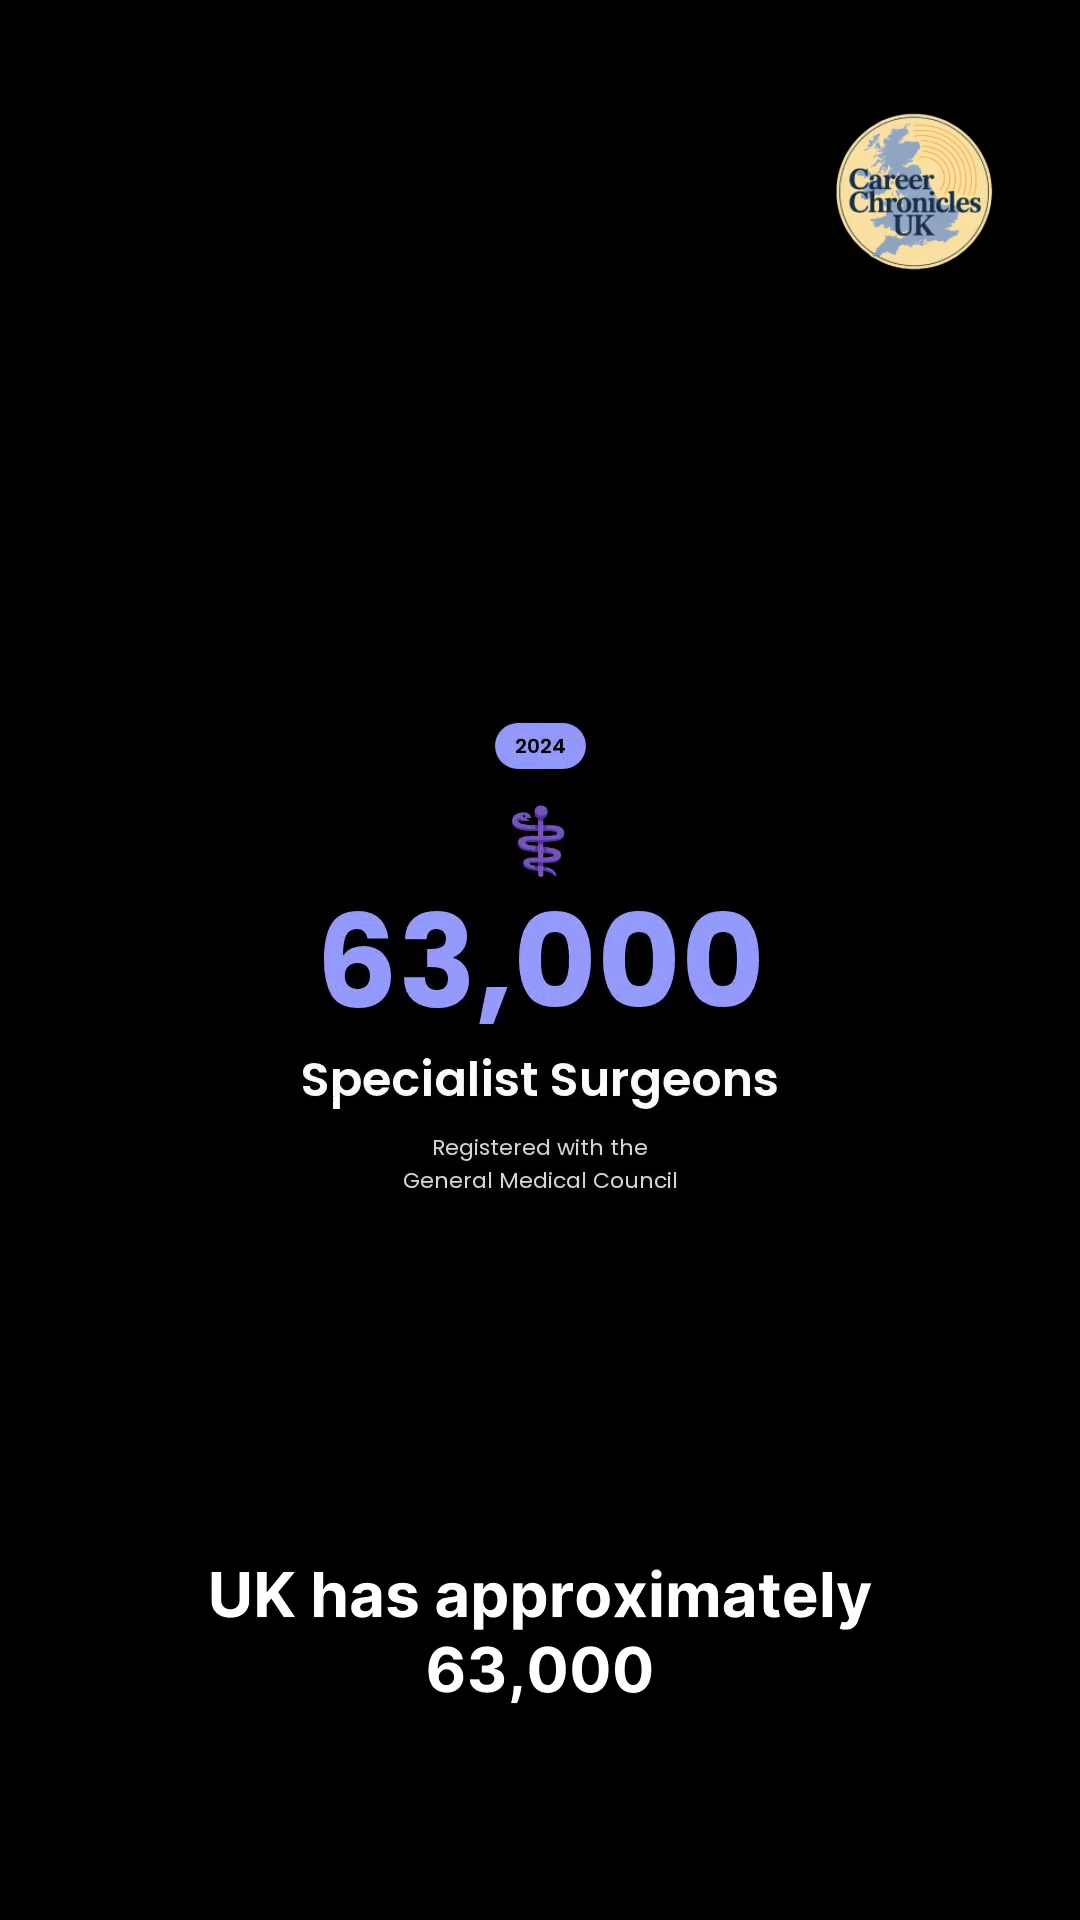 Career
Chronicles
UK
2024
63,000
Specialist Surgeons
Registered with the
General Medical Council
UK has approximately
63,000